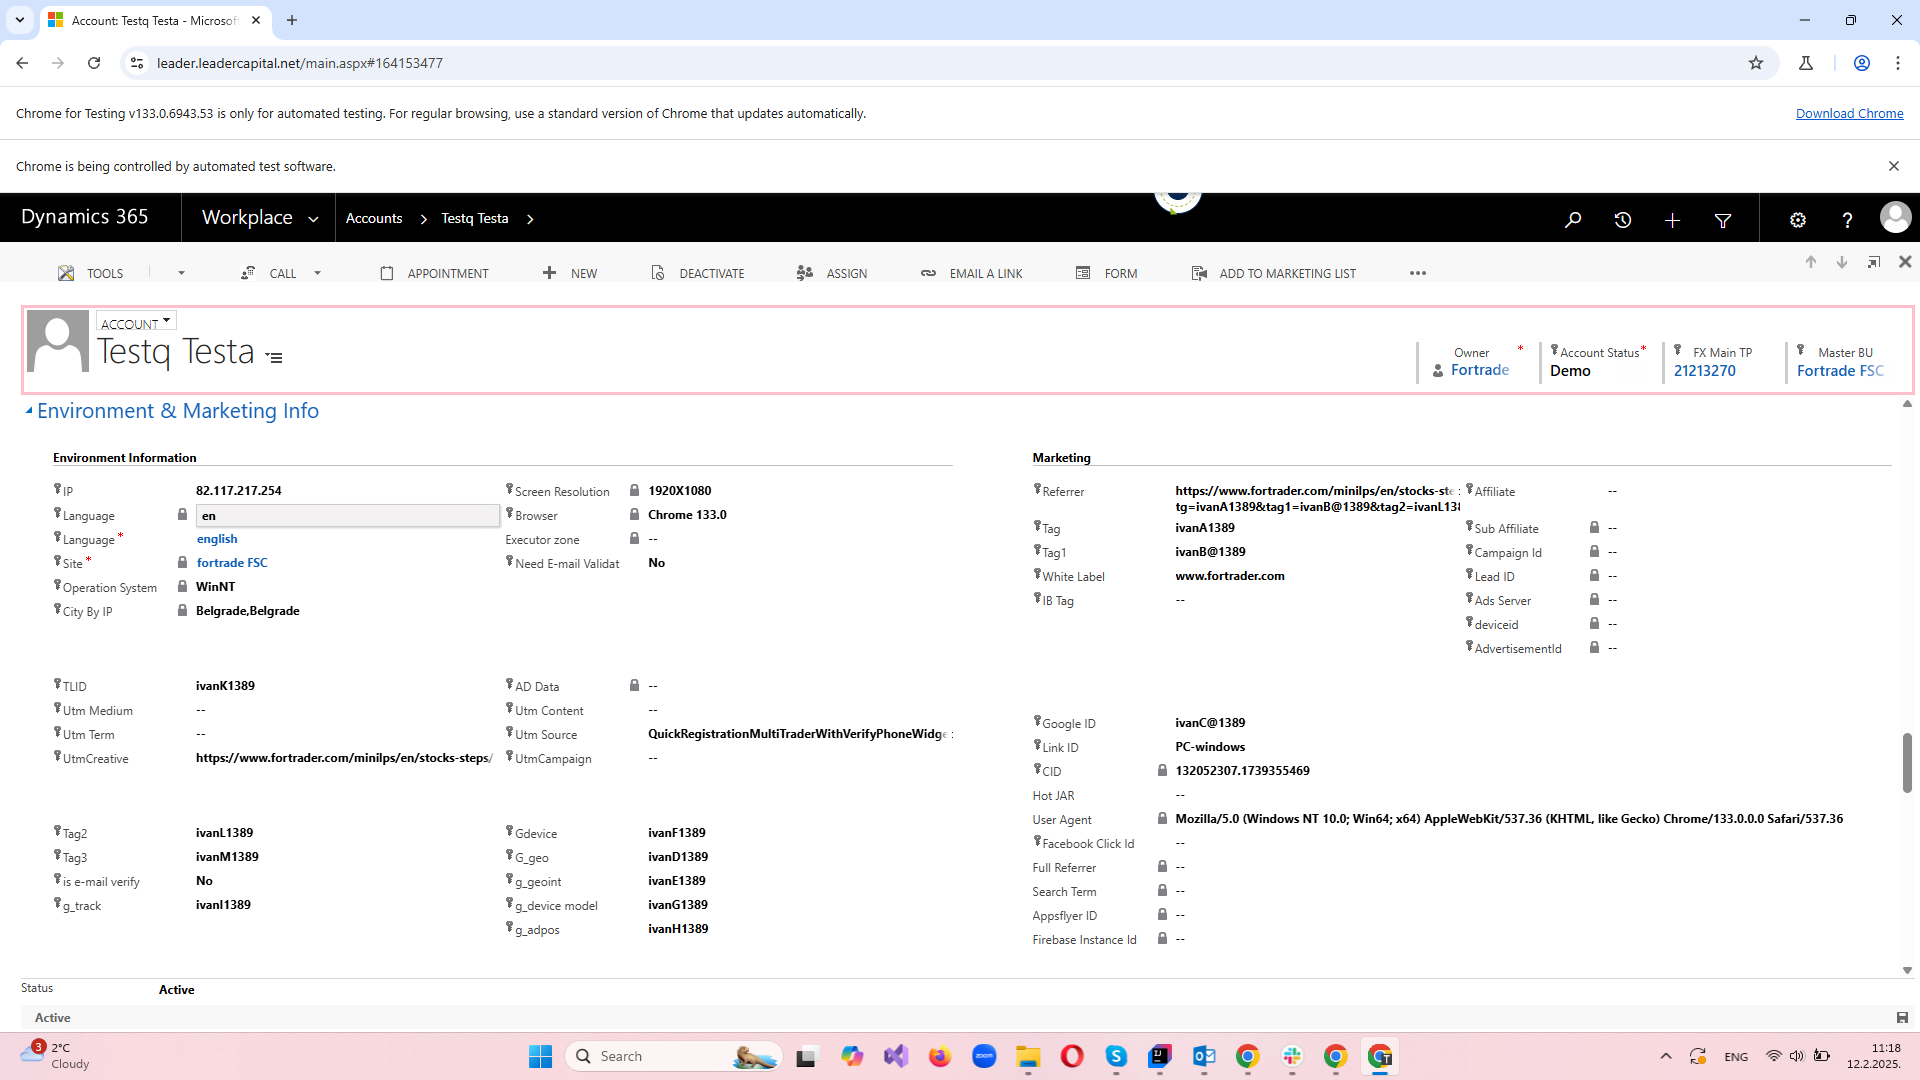 Account: Testq Testa - Microsof
leader.leadercapital.net/main.aspx#164153477
Chrome for Testing v133.0.6943.53 is only for automated testing. For regular browsing, use a standard version of Chrome that updates automatically.
Download Chrome
Chrome is being controlled by automated test software.
Dynamics 365
Workplace
Accounts
Testq Testa
TOOLS
CALL
APPOINTMENT
NEW
DEACTIVATE
ASSIGN
EMAIL A LINK
FORM
ADD TO MARKETING LIST
ACCOUNT
Testq Testa
Owner *
Fortrade
Account Status *
Demo
FX Main TP
21213270
Master BU
Fortrade FSC
Environment & Marketing Info
Environment Information
IP 82.117.217.254
Language en
Language * english
Site * fortrade FSC
Operation System WinNT
City By IP Belgrade,Belgrade
Screen Resolution 1920X1080
Browser Chrome 133.0
Executor zone --
Need E-mail Validat No
TLID ivanK1389
Utm Medium --
Utm Term --
UtmCreative https://www.fortrader.com/minilps/en/stocks-steps/
AD Data --
Utm Content --
Utm Source QuickRegistrationMultiTraderWithVerifyPhoneWidge
UtmCampaign --
Tag2 ivanL1389
Tag3 ivanM1389
is e-mail verify No
g_track ivanI1389
Gdevice ivanF1389
G_geo ivanD1389
g_geoint ivanE1389
g_device model ivanG1389
g_adpos ivanH1389
Marketing
Referrer https://www.fortrader.com/minilps/en/stocks-ste
tg=ivanA1389&tag1=ivanB@1389&tag2=ivanL138
Tag ivanA1389
Tag1 ivanB@1389
White Label www.fortrader.com
IB Tag --
Affiliate --
Sub Affiliate --
Campaign Id --
Lead ID --
Ads Server --
deviceid --
AdvertisementId --
Google ID ivanC@1389
Link ID PC-windows
CID 132052307.1739355469
Hot JAR --
User Agent Mozilla/5.0 (Windows NT 10.0; Win64; x64) AppleWebKit/537.36 (KHTML, like Gecko) Chrome/133.0.0.0 Safari/537.36
Facebook Click Id --
Full Referrer --
Search Term --
Appsflyer ID --
Firebase Instance Id --
Status Active
Active
3
2°C
Cloudy
Search
zoom
ENG
11:18
12.2.2025.